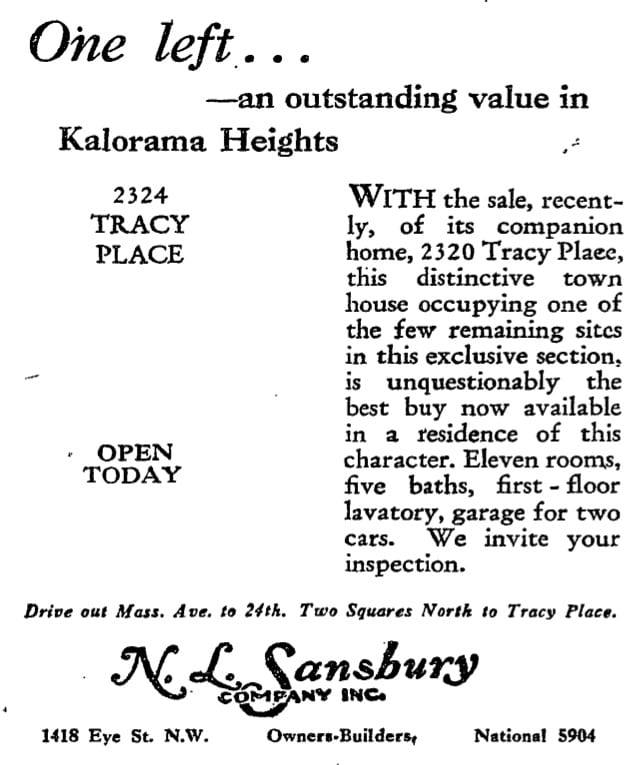 One left...
—an outstanding value in
Kalorama Heights
2324
TRACY
PLACE
OPEN
TODAY
WITH the sale, recent-
ly, of its companion
home, 2320 Tracy Place,
this distinctive town
house occupying one of
the few remaining sites
in this exclusive section,
is unquestionably the
best buy now available
in a residence of this
character. Eleven rooms,
five baths, first-floor
lavatory, garage for two
cars. We invite your
inspection.
Drive out Mass. Ave. to 24th. Two Squares North to Tracy Place.
N. L. Sansbury
COMPANY INC.
1418 Eye St. N.W. Owners-Builders, National 5904